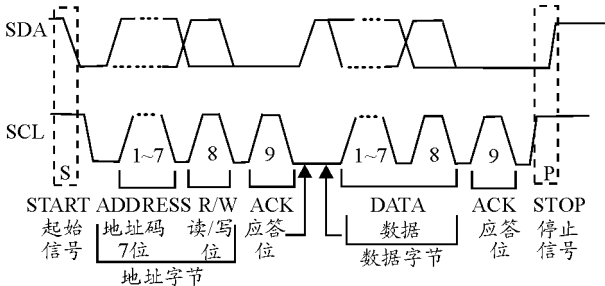 SDA
SCL
1~7 8 9 1~7 8 9
S P
START ADDRESS R/W ACK DATA ACK STOP
起始 地址码 读/写 应答 数据 应答 停止
信号 7位 位 位 数据字节 位 信号
地址字节